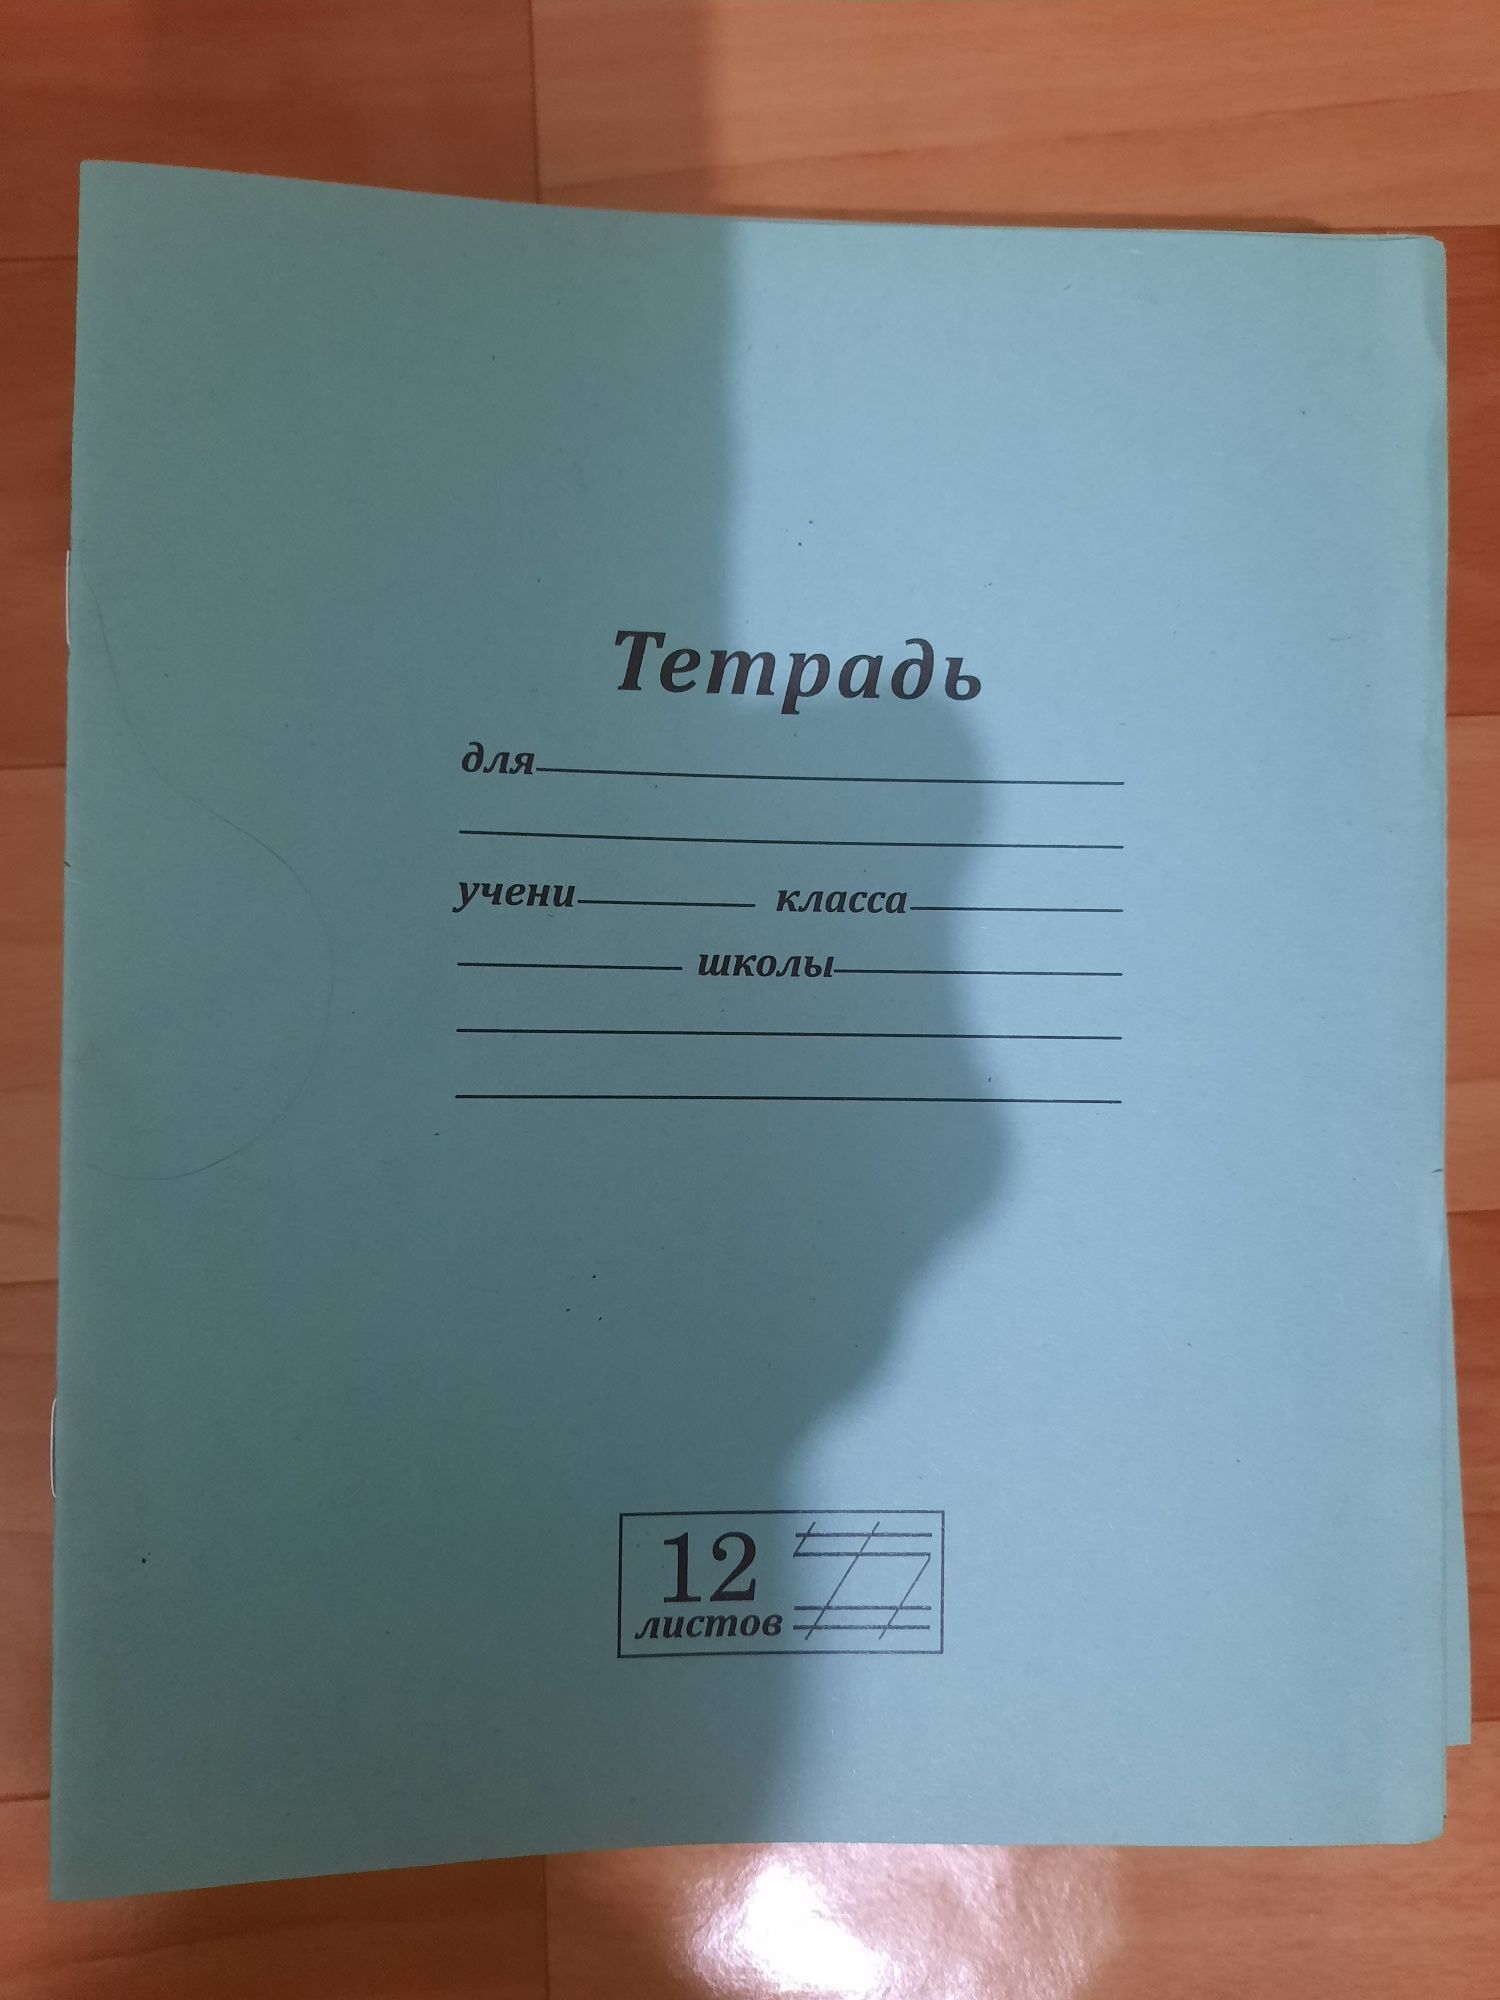 Тетрадь
для
учени класса
школы
12
листов